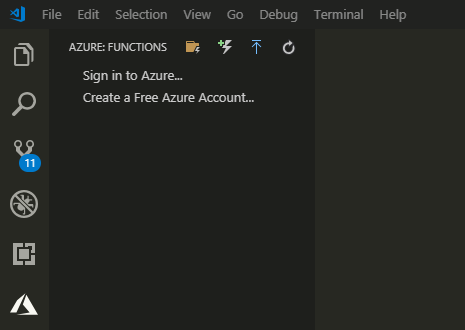 File Edit Selection View Go Debug Terminal Help
AZURE: FUNCTIONS
Sign in to Azure...
Create a Free Azure Account...
11